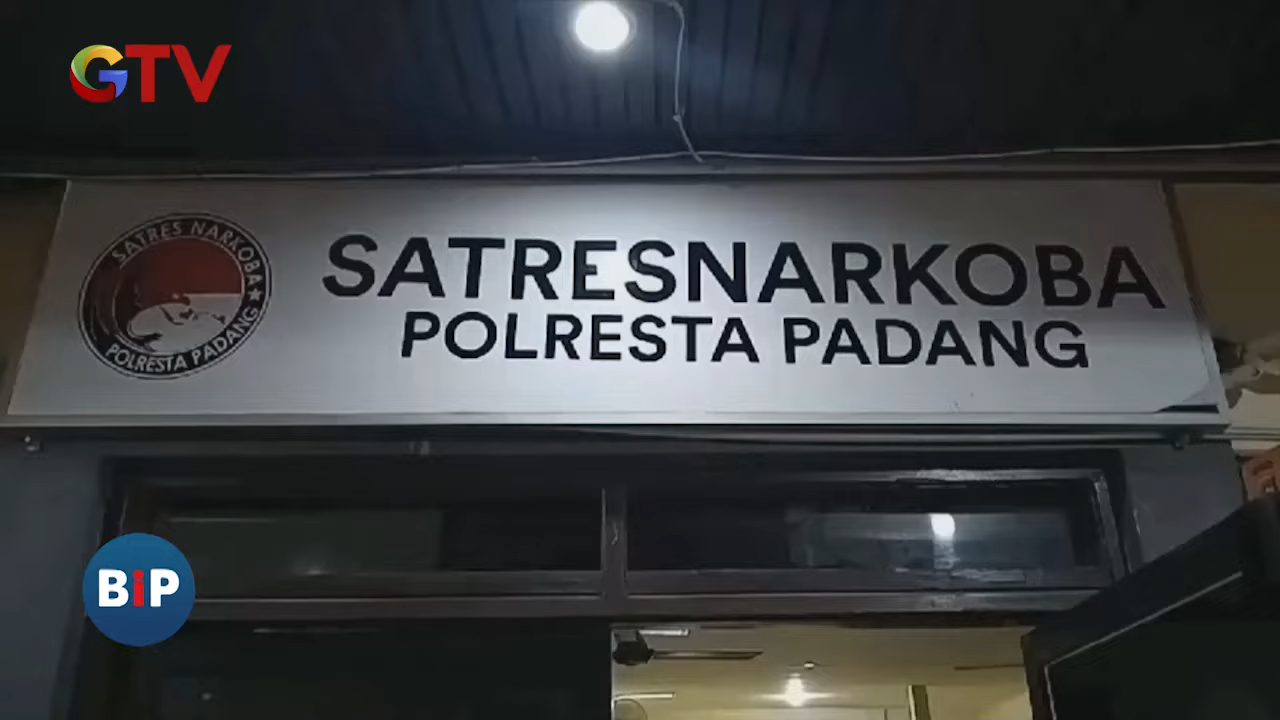 GTV
SATRES NARKOBA
POLRESTA PADANG
SATRESNARKOBA
POLRESTA PADANG
BiP